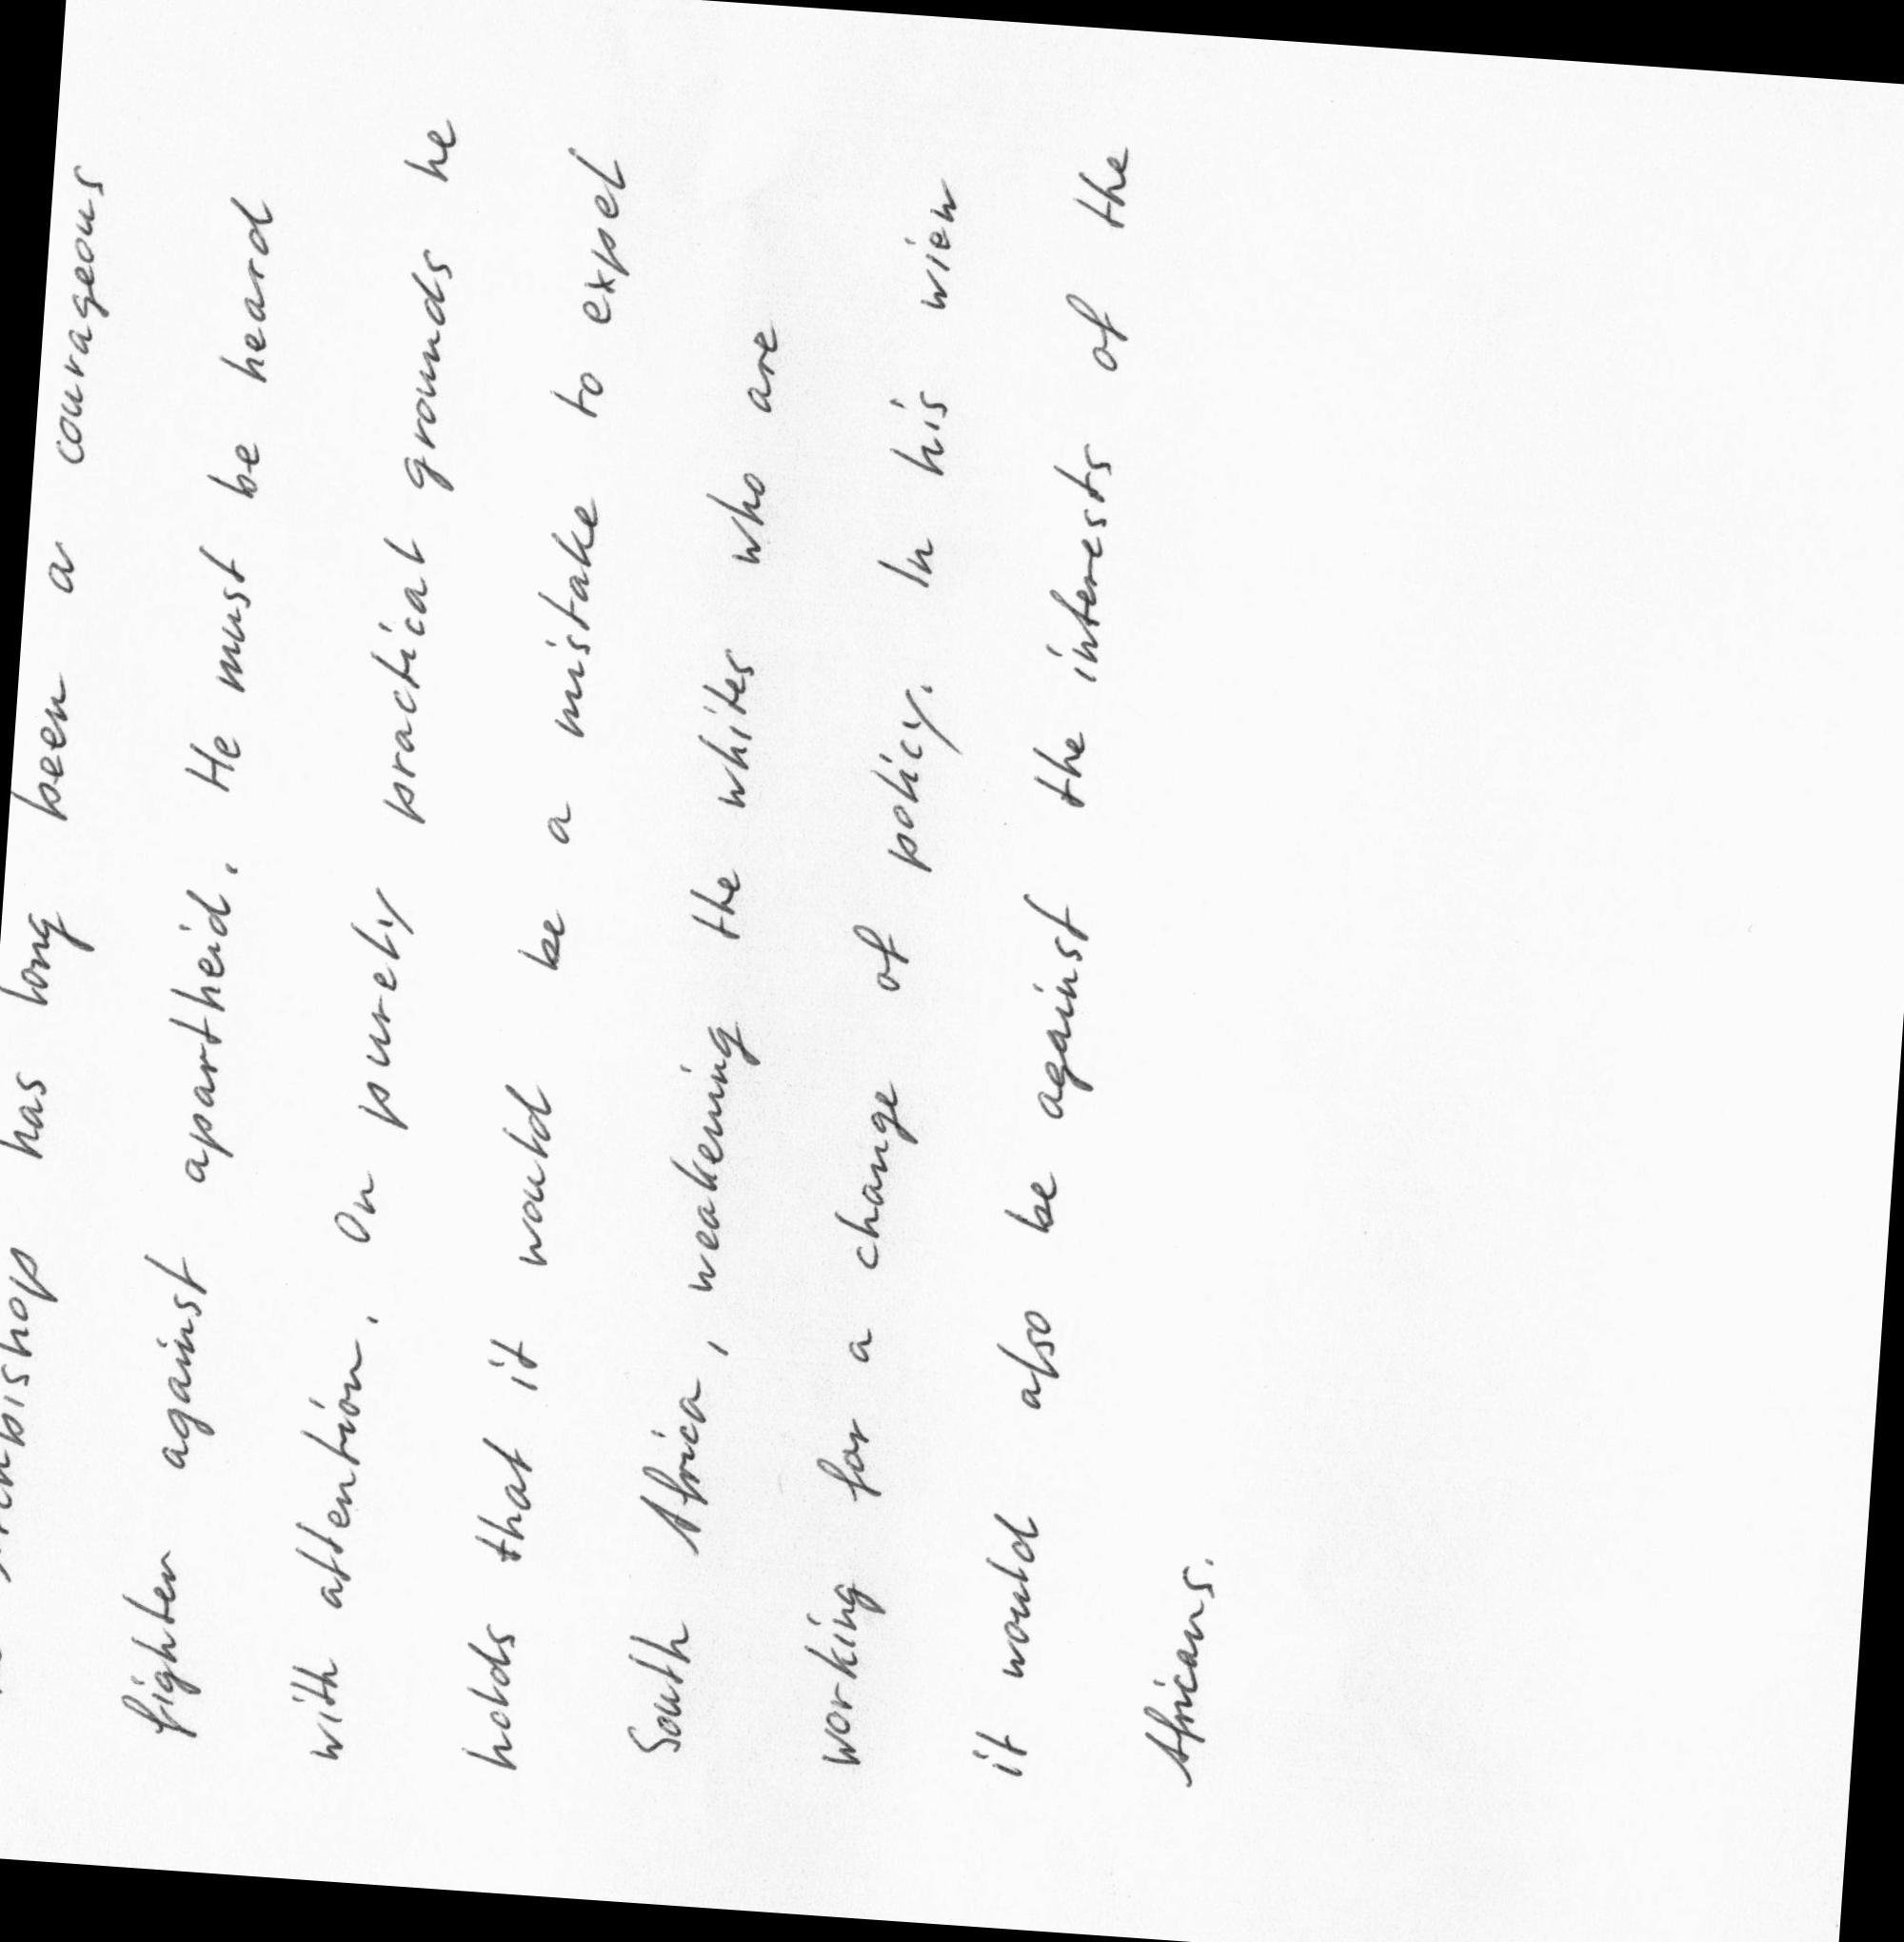 Archbishop has long been a courageous
fighter against apartheid. He must be heard
with attention. On purely practical grounds he
holds that it would be a mistake to expel
South Africa, weakening the whites who are
working for a change of policy. In his wiew
it would also be against the interests of the
Africans.